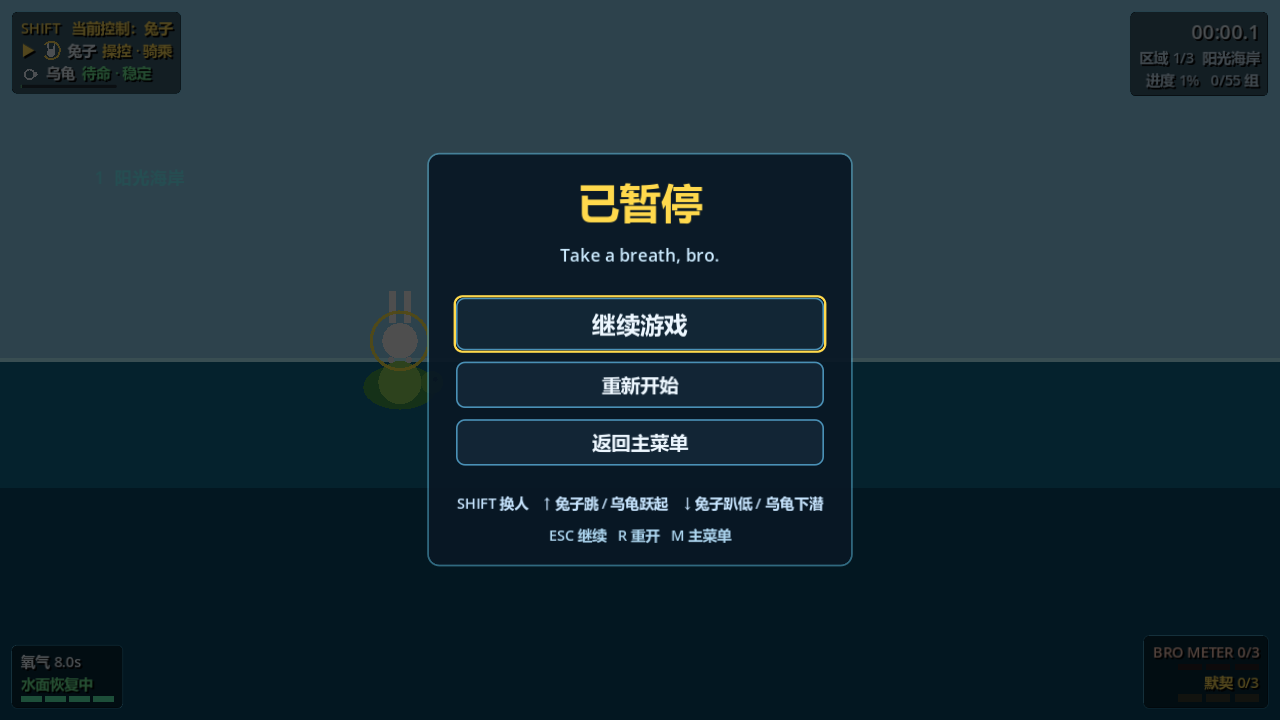 SHIFT 当前控制：兔子
兔子 操控 · 骑乘
乌龟 待命 · 稳定
00:00.1
区域 1/3 阳光海岸
进度 1% 0/55 组
1 阳光海岸
已暂停
Take a breath, bro.
继续游戏
重新开始
返回主菜单
SHIFT 换人 ↑ 兔子跳 / 乌龟跃起 ↓ 兔子趴低 / 乌龟下潜
ESC 继续 R 重开 M 主菜单
氧气 8.0s
水面恢复中
BRO METER 0/3
默契 0/3